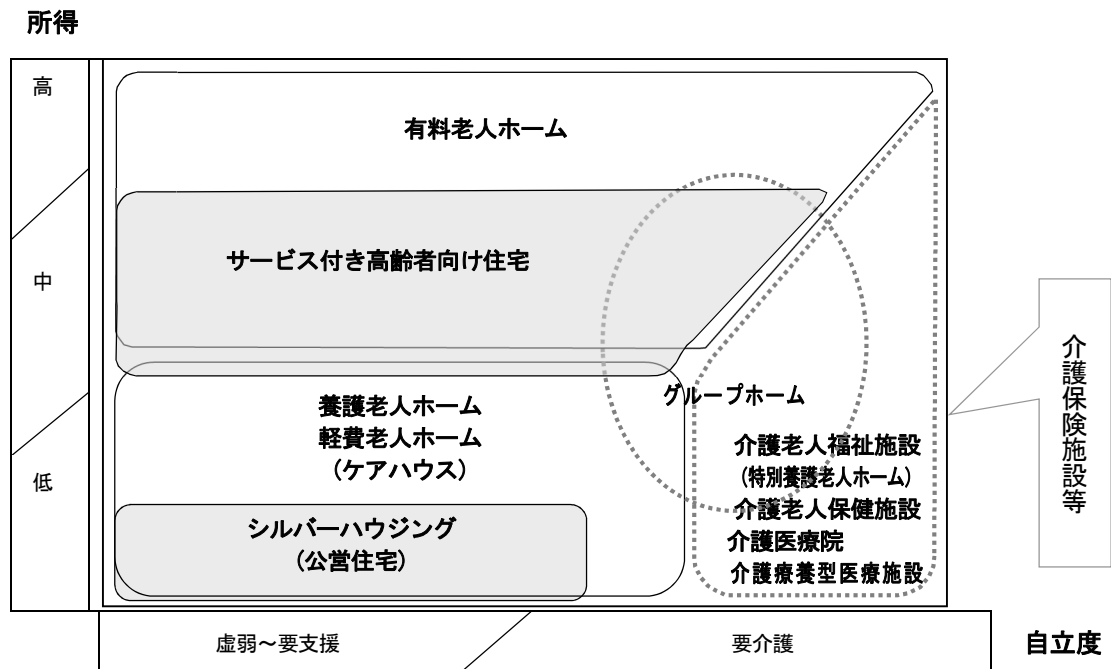 所得
高
有料老人ホーム
サービス付き高齢者向け住宅
中
介護保険施設等
グループホーム
養護老人ホーム
軽費老人ホーム
(ケアハウス)
介護老人福祉施設
(特別養護老人ホーム)
低
介護老人保健施設
シルバーハウジング
(公営住宅)
介護医療院
介護療養型医療施設
虚弱～要支援
要介護
自立度